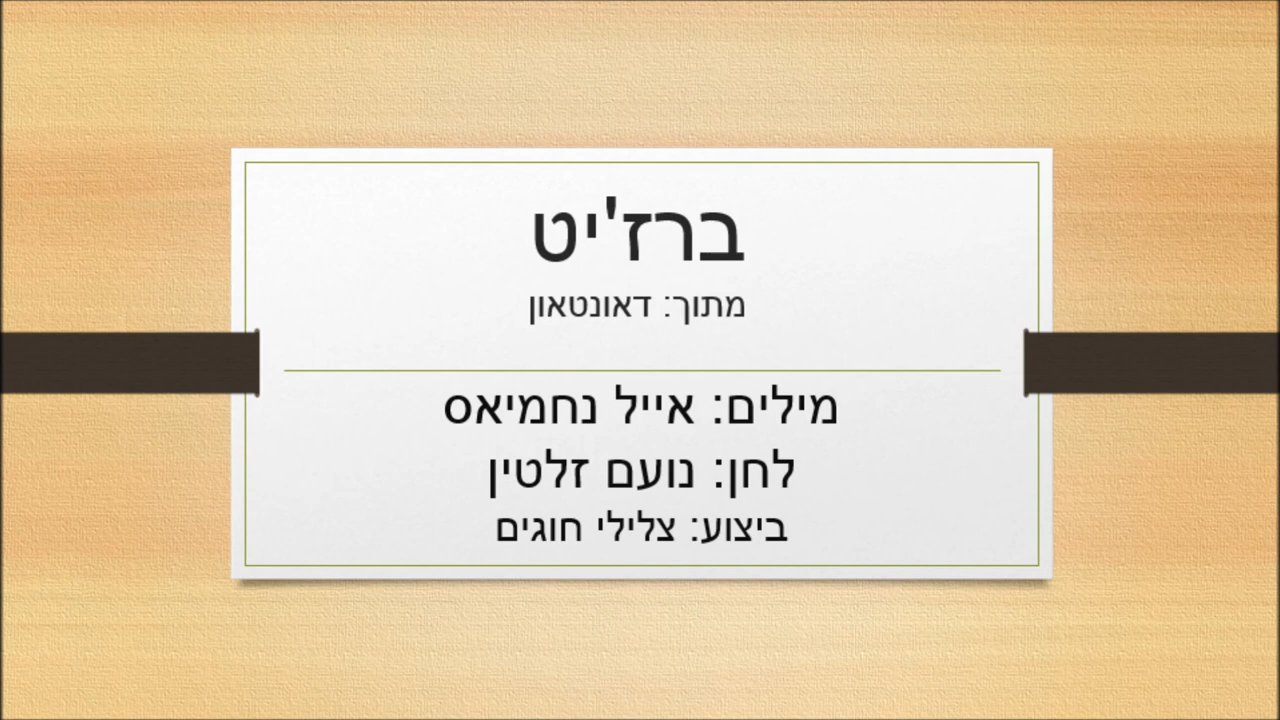 ברז'יט
מתוך: דאונטאון
מילים: אייל נחמיאס
לחן: נועם זלטין
ביצוע: צלילי חוגים